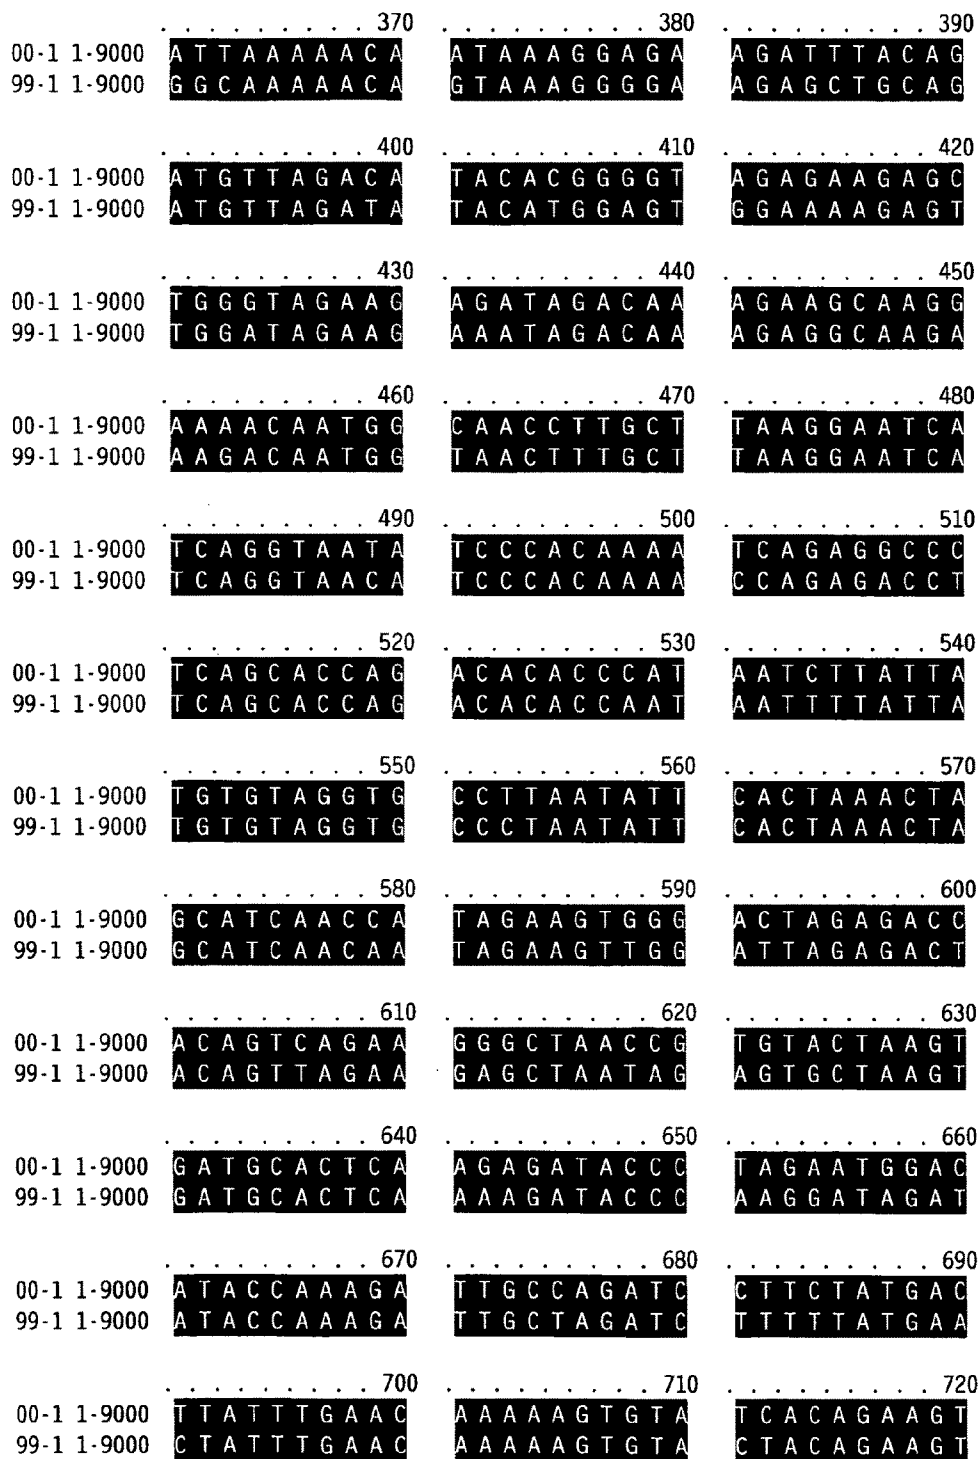 . . . . . . . . . 370 . . . . . . . . . 380 . . . . . . . . . 390
00-1 1-9000 A T T A A A A A C A A T A A A G G A G A A G A T T T A C A G
99-1 1-9000 G G C A A A A A C A G T A A A G G G G A A G A G C T G C A G
. . . . . . . . . 400 . . . . . . . . . 410 . . . . . . . . . 420
00-1 1-9000 A T G T T A G A C A T A C A C G G G G T A G A G A A G A G C
99-1 1-9000 A T G T T A G A T A T A C A T G G A G T G G A A A A G A G T
. . . . . . . . . 430 . . . . . . . . . 440 . . . . . . . . . 450
00-1 1-9000 T G G G T A G A A G A G A T A G A C A A A G A A G C A A G G
99-1 1-9000 T G G A T A G A A G A A A T A G A C A A A G A G G C A A G A
. . . . . . . . . 460 . . . . . . . . . 470 . . . . . . . . . 480
00-1 1-9000 A A A A C A A T G G C A A C C T T G C T T A A G G A A T C A
99-1 1-9000 A A G A C A A T G G T A A C T T T G C T T A A G G A A T C A
. . . . . . . . . 490 . . . . . . . . . 500 . . . . . . . . . 510
00-1 1-9000 T C A G G T A A T A T C C C A C A A A A T C A G A G G C C C
99-1 1-9000 T C A G G T A A C A T C C C A C A A A A C C A G A G A C C T
. . . . . . . . . 520 . . . . . . . . . 530 . . . . . . . . . 540
00-1 1-9000 T C A G C A C C A G A C A C A C C C A T A A T C T T A T T A
99-1 1-9000 T C A G C A C C A G A C A C A C C A A T A A T T T T A T T A
. . . . . . . . . 550 . . . . . . . . . 560 . . . . . . . . . 570
00-1 1-9000 T G T G T A G G T G C C T T A A T A T T C A C T A A A C T A
99-1 1-9000 T G T G T A G G T G C C C T A A T A T T C A C T A A A C T A
. . . . . . . . . 580 . . . . . . . . . 590 . . . . . . . . . 600
00-1 1-9000 G C A T C A A C C A T A G A A G T G G G A C T A G A G A C C
99-1 1-9000 G C A T C A A C A A T A G A A G T T G G A T T A G A G A C T
. . . . . . . . . 610 . . . . . . . . . 620 . . . . . . . . . 630
00-1 1-9000 A C A G T C A G A A G G G C T A A C C G T G T A C T A A G T
99-1 1-9000 A C A G T T A G A A G A G C T A A T A G A G T G C T A A G T
. . . . . . . . . 640 . . . . . . . . . 650 . . . . . . . . . 660
00-1 1-9000 G A T G C A C T C A A G A G A T A C C C T A G A A T G G A C
99-1 1-9000 G A T G C A C T C A A A A G A T A C C C A A G G A T A G A T
. . . . . . . . . 670 . . . . . . . . . 680 . . . . . . . . . 690
00-1 1-9000 A T A C C A A A G A T T G C C A G A T C C T T C T A T G A C
99-1 1-9000 A T A C C A A A G A T T G C T A G A T C T T T T T A T G A A
. . . . . . . . . 700 . . . . . . . . . 710 . . . . . . . . . 720
00-1 1-9000 T T A T T T G A A C A A A A A G T G T A T C A C A G A A G T
99-1 1-9000 C T A T T T G A A C A A A A A G T G T A C T A C A G A A G T